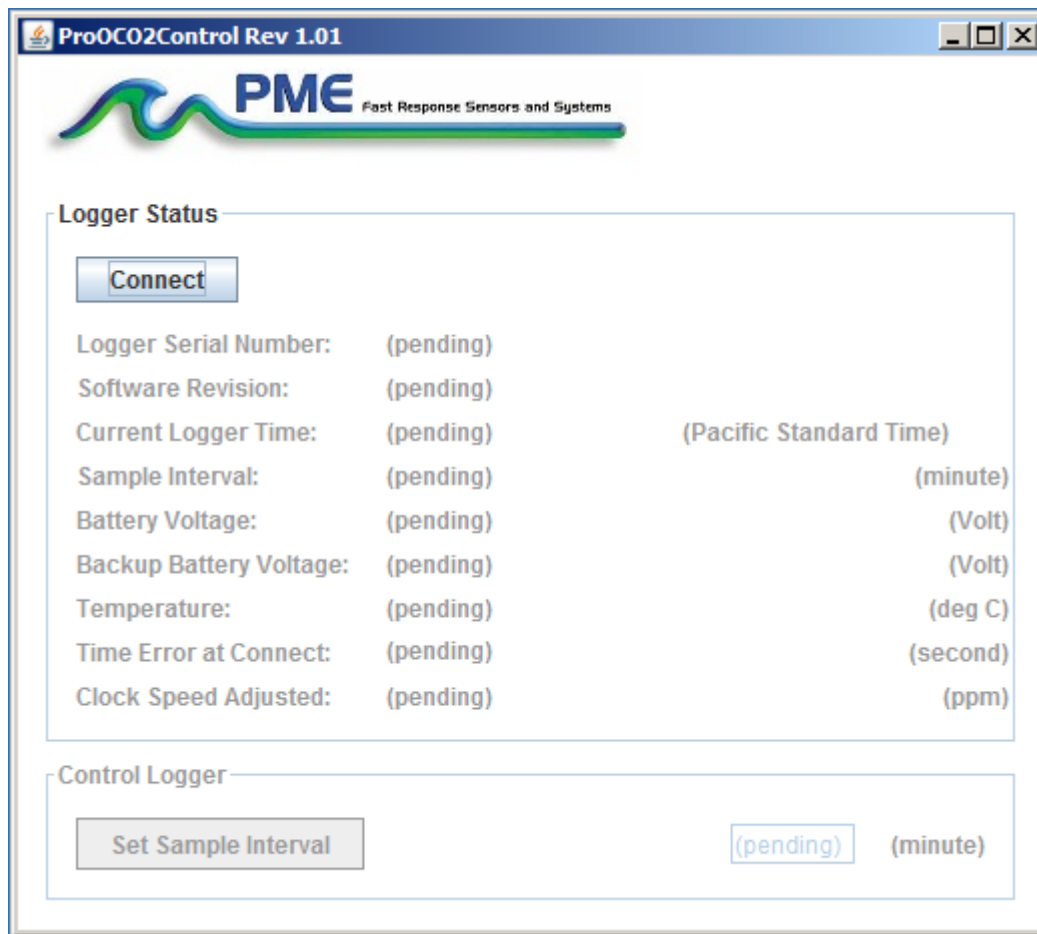 ProOCO2Control Rev 1.01
PME Fast Response Sensors and Systems
Logger Status
Connect
Logger Serial Number: (pending)
Software Revision: (pending)
Current Logger Time: (pending) (Pacific Standard Time)
Sample Interval: (pending) (minute)
Battery Voltage: (pending) (Volt)
Backup Battery Voltage: (pending) (Volt)
Temperature: (pending) (deg C)
Time Error at Connect: (pending) (second)
Clock Speed Adjusted: (pending) (ppm)
Control Logger
Set Sample Interval (pending) (minute)